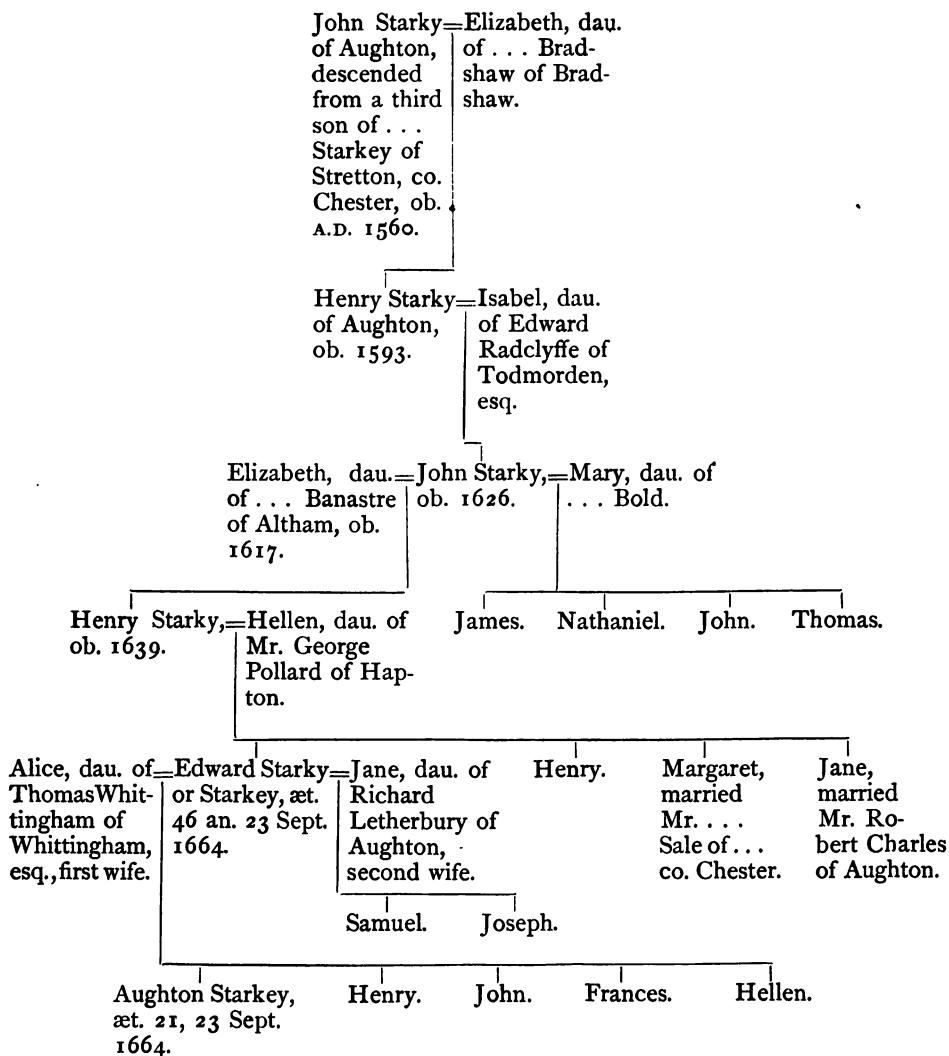 John Starky=Elizabeth, dau.
of Aughton, of . . . Brad-
descended shaw of Brad-
from a third shaw.
son of . . .
Starkey of
Stretton, co.
Chester, ob.
A.D. 1560.
Henry Starky=Isabel, dau.
of Aughton, of Edward
ob. 1593. Radclyffe of
Todmorden,
esq.
Elizabeth, dau.=John Starky,=Mary, dau. of
of . . . Banastre ob. 1626. . . . Bold.
of Altham, ob.
1617.
Henry Starky,=Hellen, dau. of James. Nathaniel. John. Thomas.
ob. 1639. Mr. George
Pollard of Hap-
ton.
Alice, dau. of=Edward Starky=Jane, dau. of Henry. Margaret, Jane,
Thomas Whit- or Starkey, æt. Richard married married
tingham of 46 an. 23 Sept. Letherbury of Mr. . . . Mr. Ro-
Whittingham, 1664. Aughton, Sale of . . . bert Charles
esq., first wife. second wife. co. Chester. of Aughton.
Samuel. Joseph.
Aughton Starkey, Henry. John. Frances. Hellen.
æt. 21, 23 Sept.
1664.